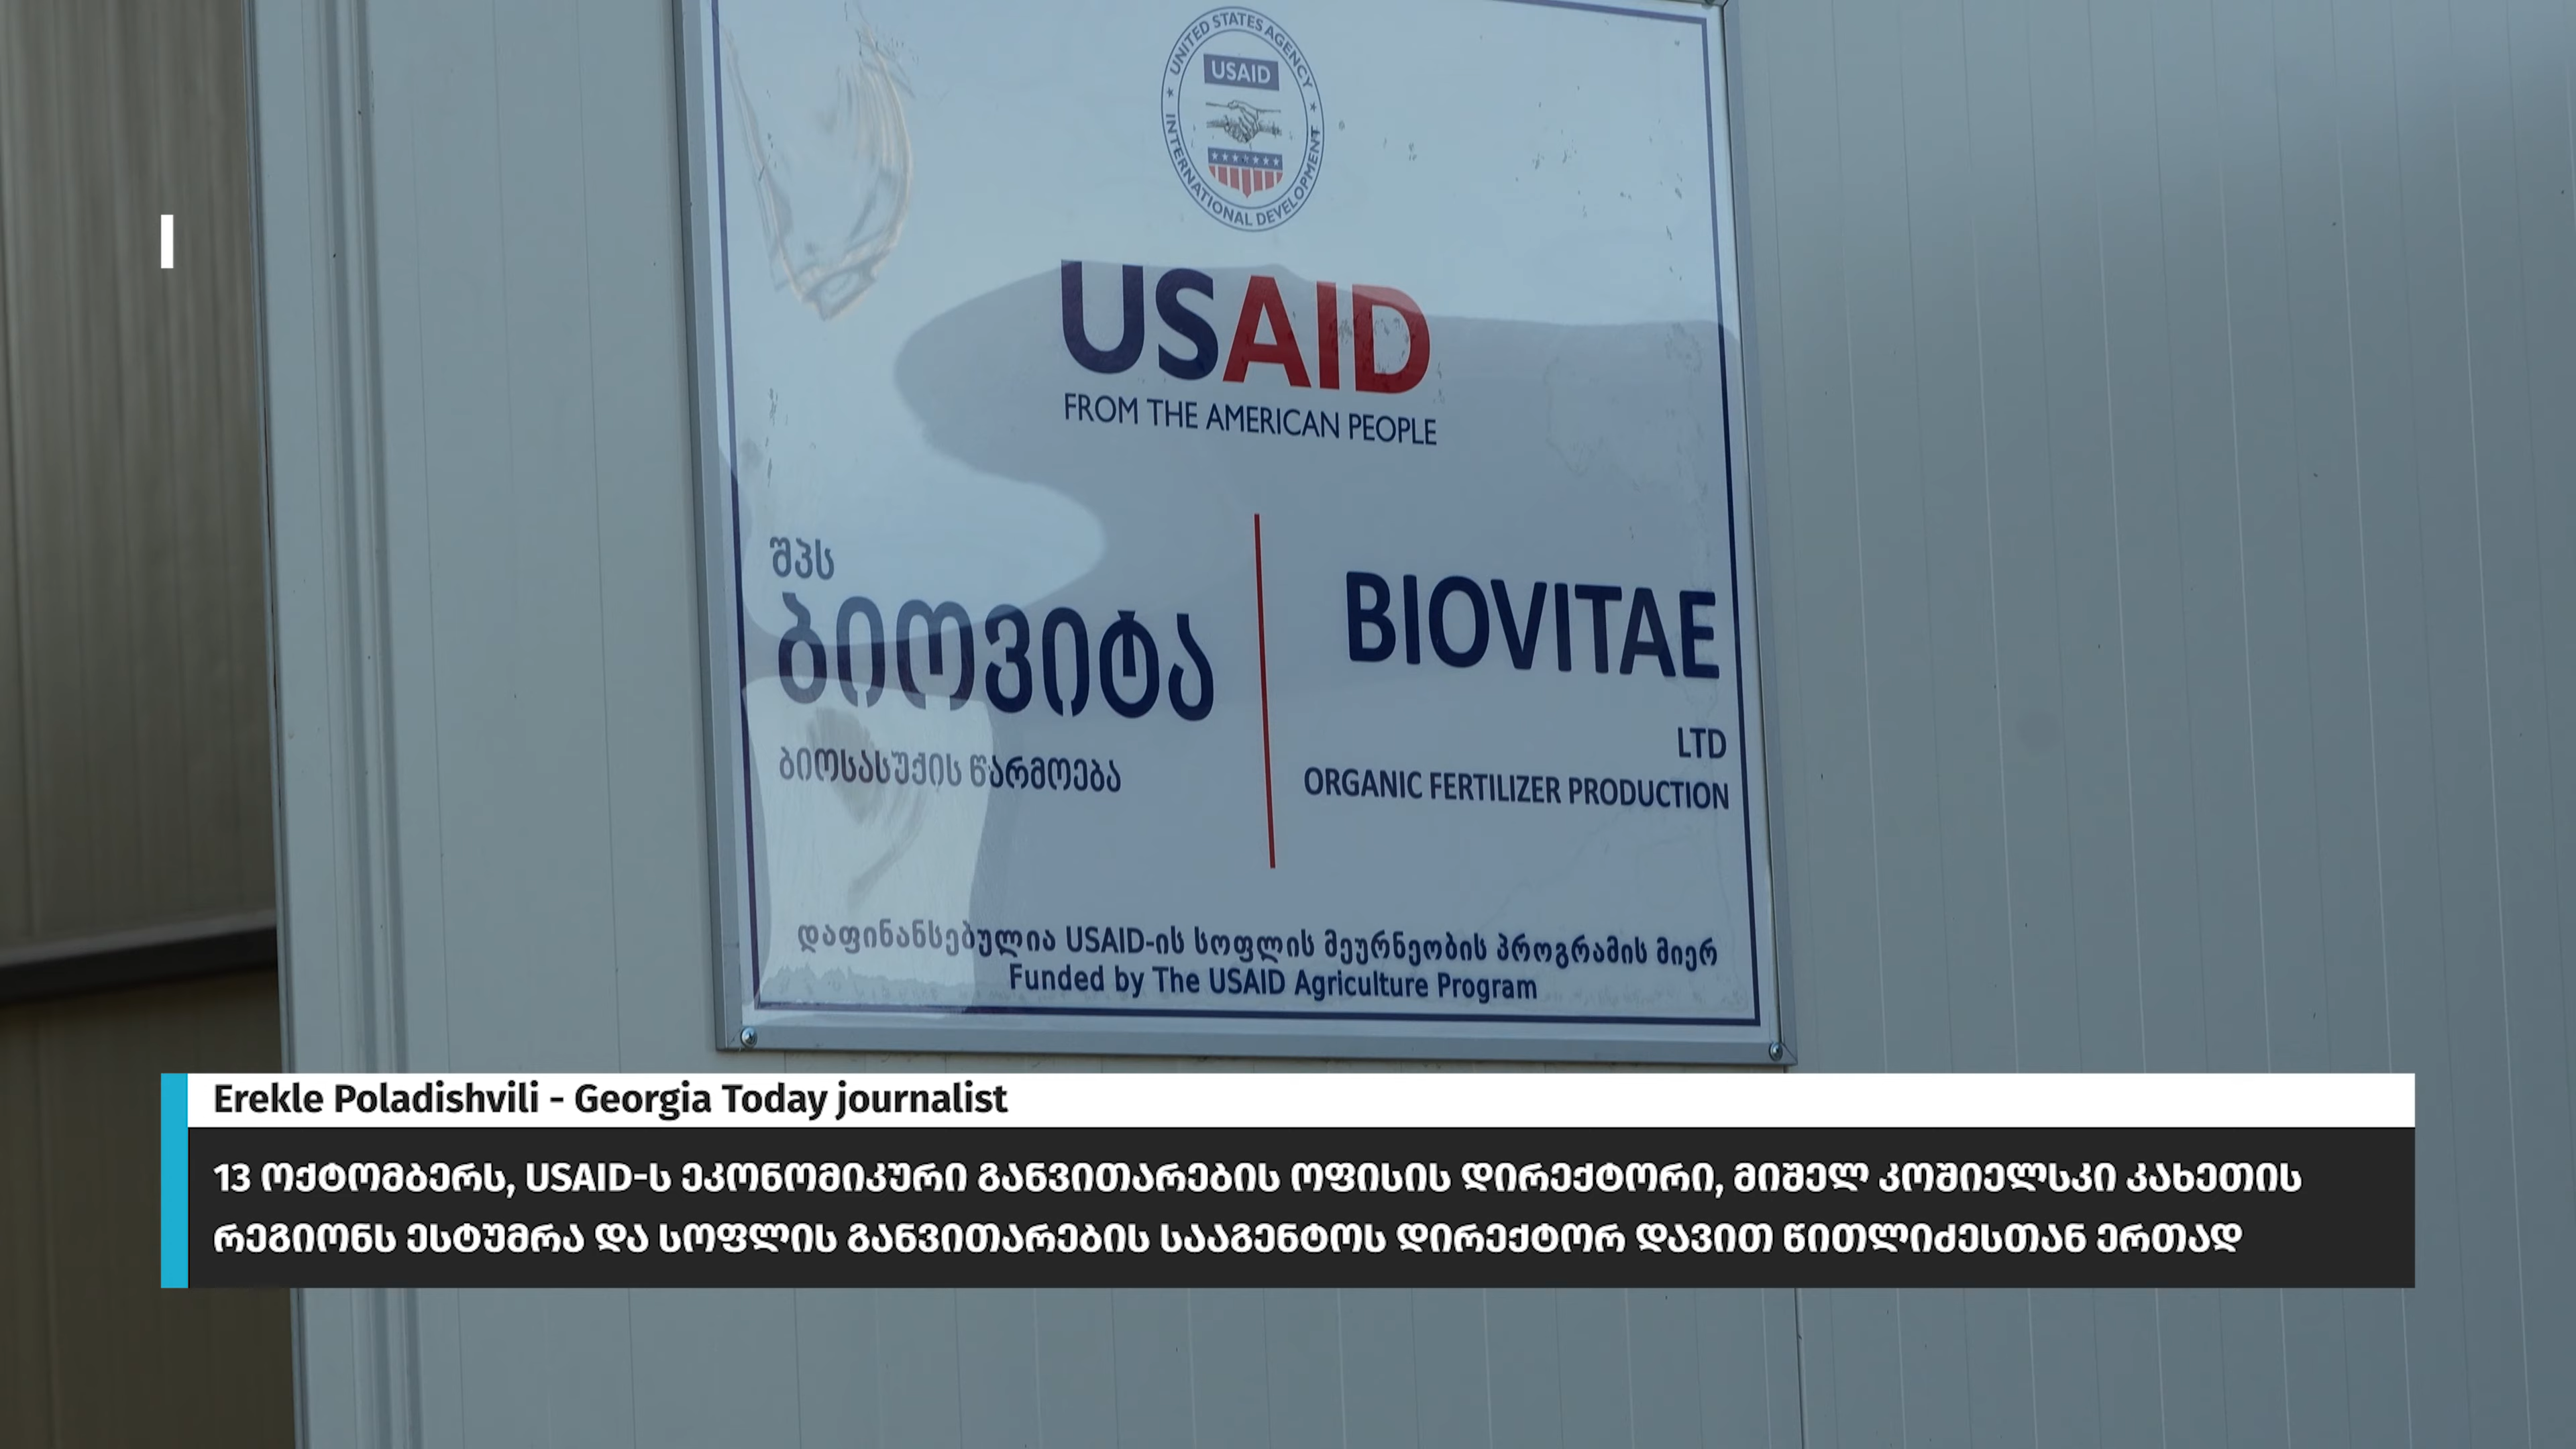 UNITED STATES AGENCY
USAID
INTERNATIONAL DEVELOPMENT
USAID
FROM THE AMERICAN PEOPLE
შპს
ბიოვიტა
ბიოსასუქის წარმოება
BIOVITAE
LTD
ORGANIC FERTILIZER PRODUCTION
დაფინანსებულია USAID-ის სოფლის მეურნეობის პროგრამის მიერ
Funded by The USAID Agriculture Program
Erekle Poladishvili - Georgia Today journalist
13 ოქტომბერს, USAID-ს ეკონომიკური განვითარების ოფისის დირექტორი, მიშელ კოშიელსკი კახეთის
რეგიონს ესტუმრა და სოფლის განვითარების სააგენტოს დირექტორ დავით წითლიძესთან ერთად